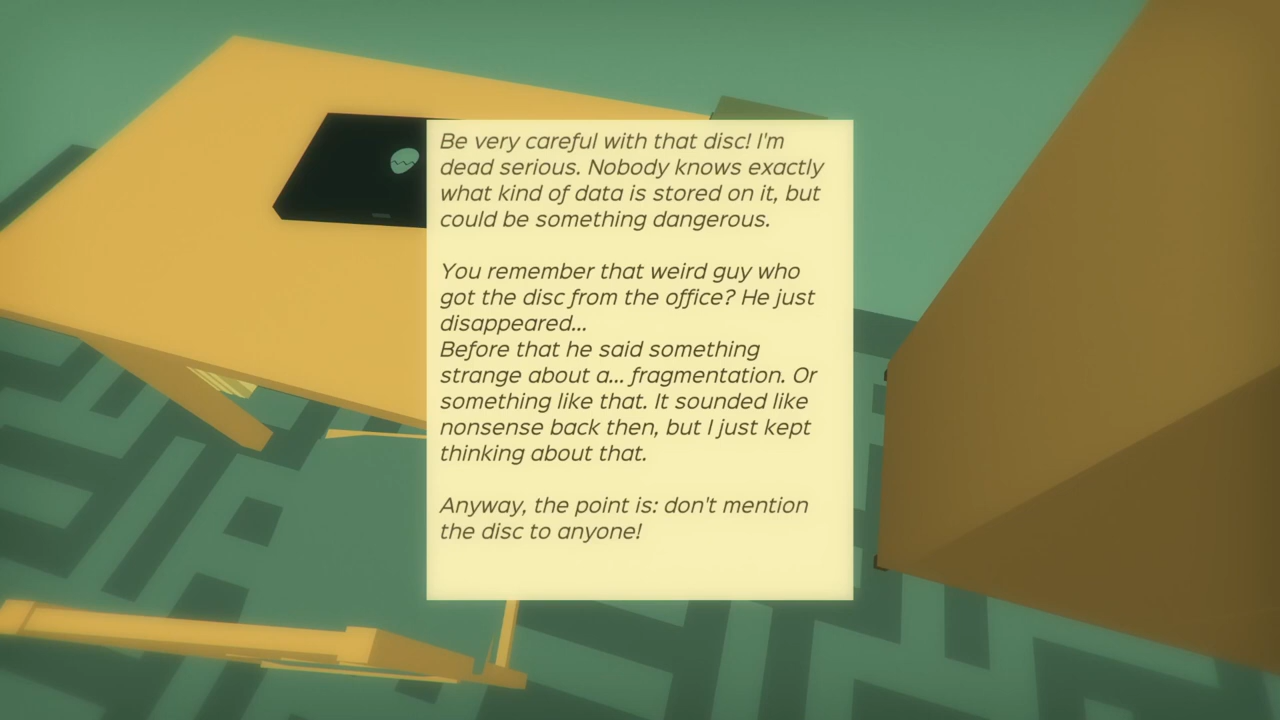 Be very careful with that disc! I'm
dead serious. Nobody knows exactly
what kind of data is stored on it, but
could be something dangerous.
You remember that weird guy who
got the disc from the office? He just
disappeared...
Before that he said something
strange about a... fragmentation. Or
something like that. It sounded like
nonsense back then, but I just kept
thinking about that.
Anyway, the point is: don't mention
the disc to anyone!